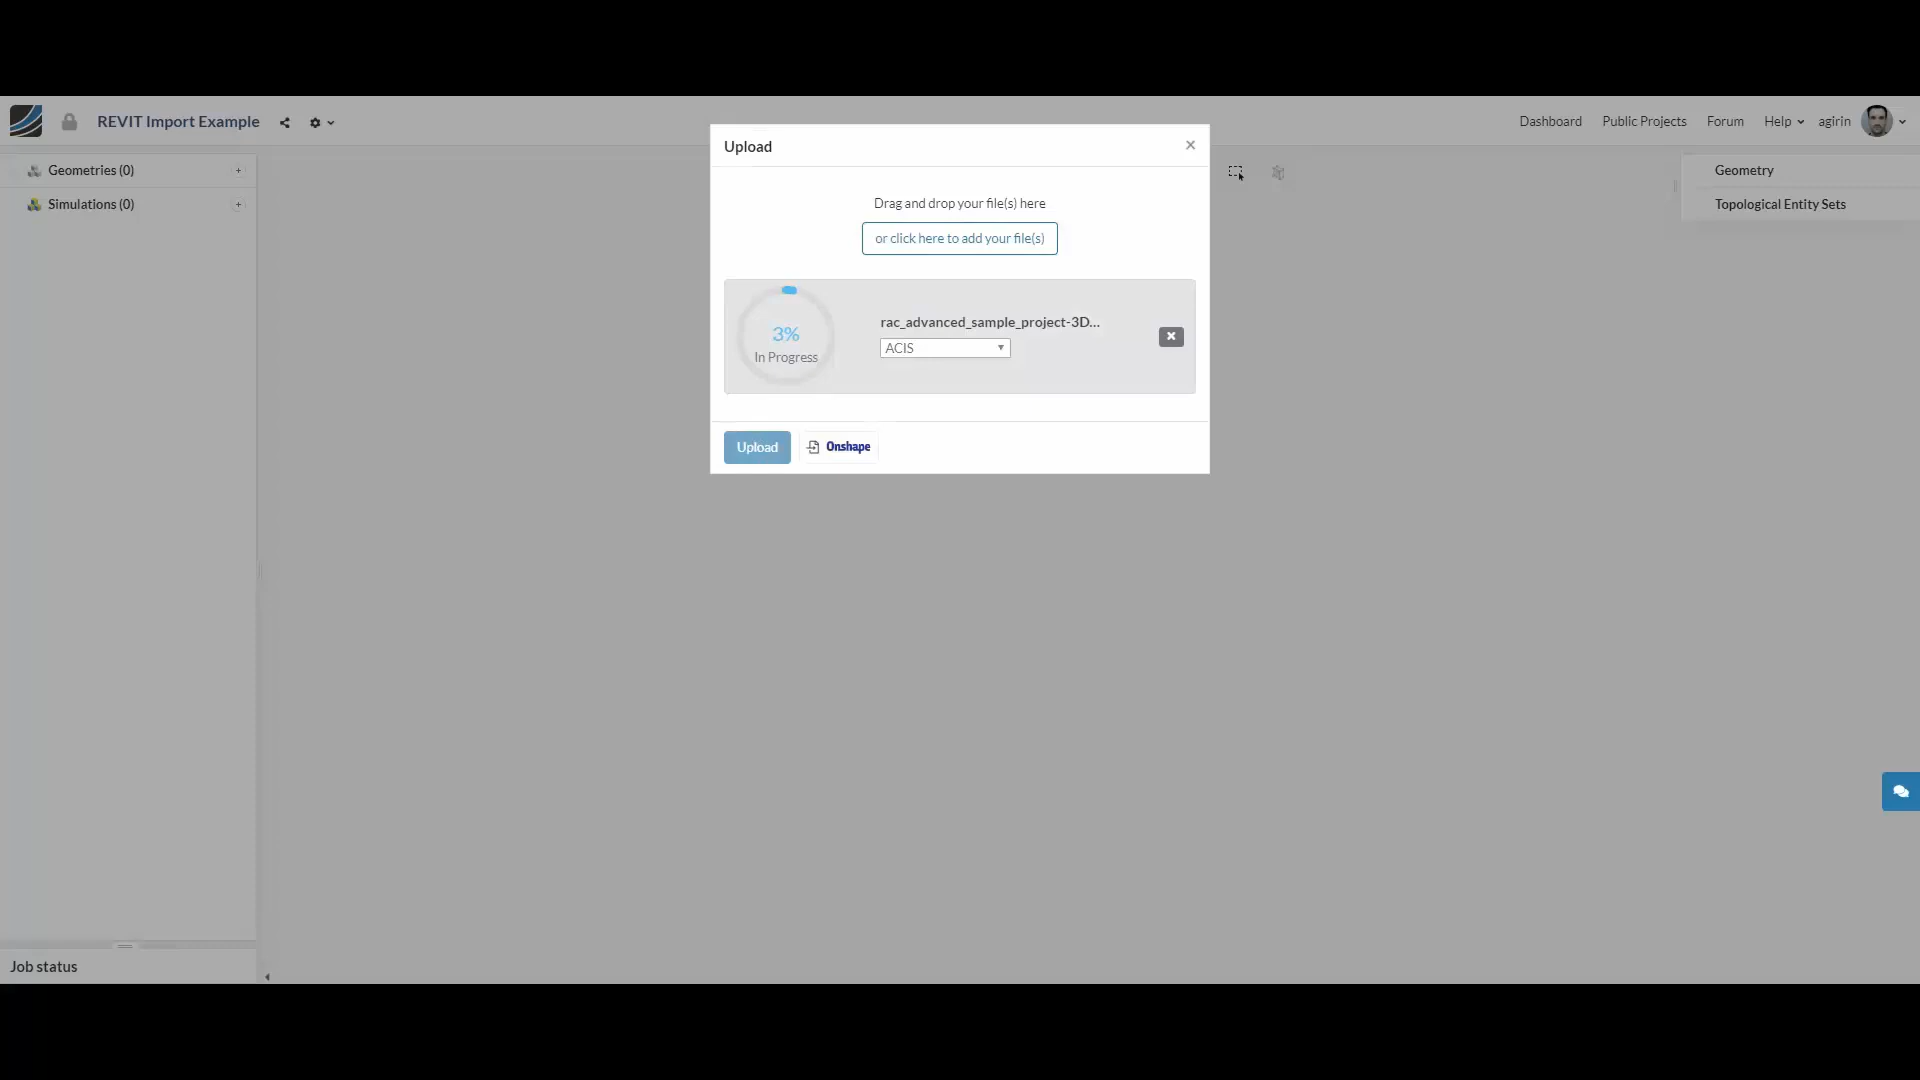 REVIT Import Example
Dashboard
Public Projects
Forum
Help
agirin
Geometries (0)
Simulations (0)
Upload
Drag and drop your file(s) here
or click here to add your file(s)
3%
In Progress
rac_advanced_sample_project-3D...
ACIS
Upload
Onshape
Geometry
Topological Entity Sets
Job status